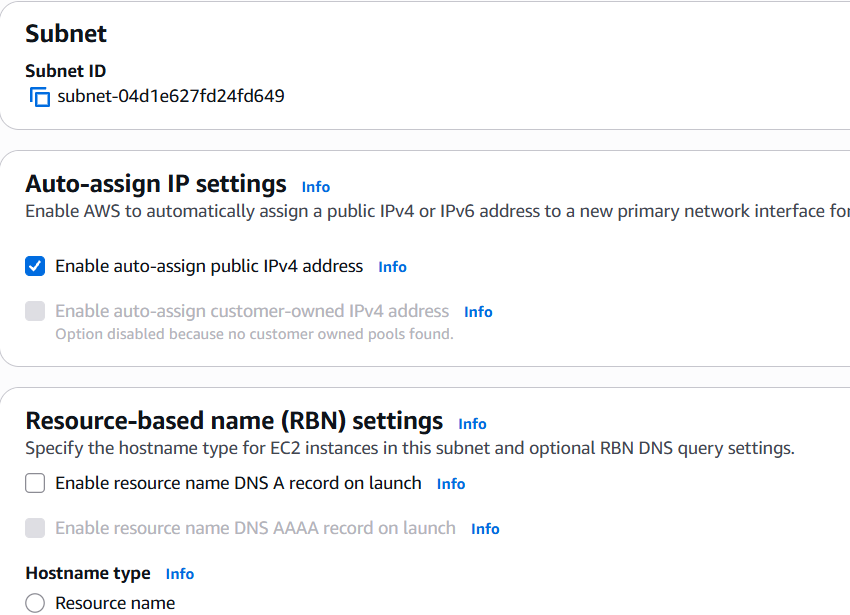 Subnet
Subnet ID
subnet-04d1e627fd24fd649
Auto-assign IP settings Info
Enable AWS to automatically assign a public IPv4 or IPv6 address to a new primary network interface for
Enable auto-assign public IPv4 address Info
Enable auto-assign customer-owned IPv4 address Info
Option disabled because no customer owned pools found.
Resource-based name (RBN) settings Info
Specify the hostname type for EC2 instances in this subnet and optional RBN DNS query settings.
Enable resource name DNS A record on launch Info
Enable resource name DNS AAAA record on launch Info
Hostname type Info
Resource name